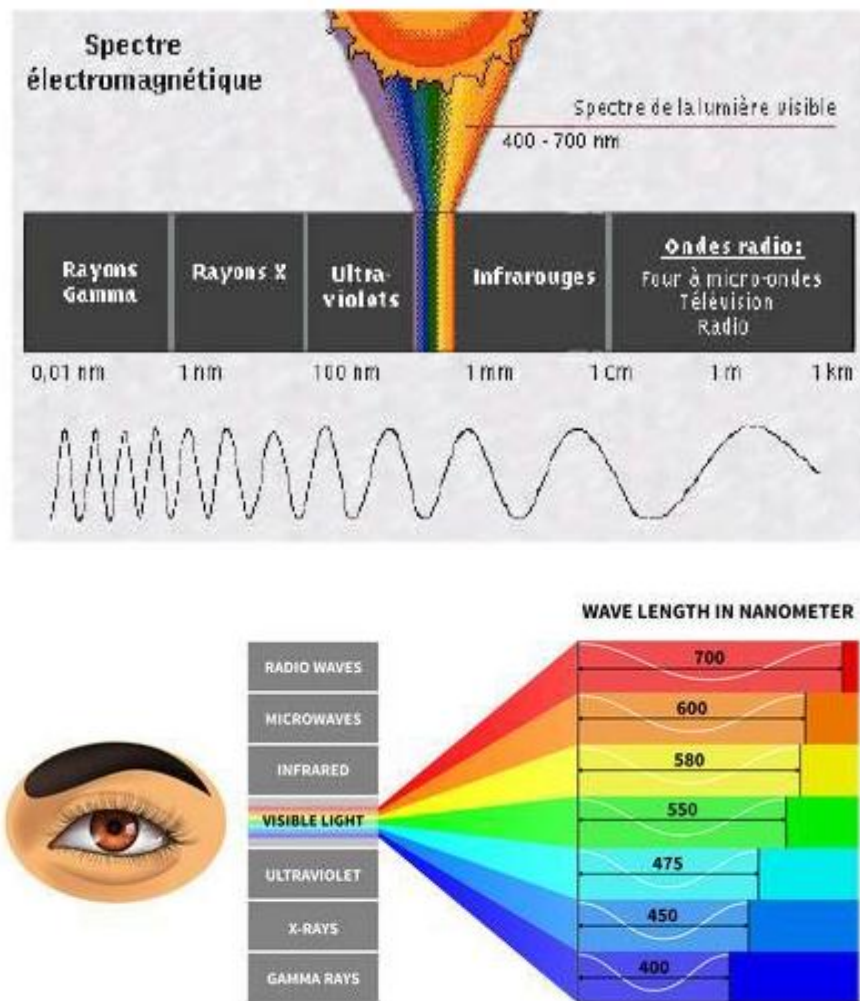 Spectre
électromagnétique
Spectre de la lumière visible
400 - 700 nm
Rayons
Gamma
Rayons X
Ultra-
violots
Infrarouges
Ondes radio:
Four à micro-ondes
Télévision
Radio
0,01 nm 1 nm 100 nm 1 mm 1 cm 1 m 1 km
WAVE LENGTH IN NANOMETER
RADIO WAVES
MICROWAVES
INFRARED
VISIBLE LIGHT
ULTRAVIOLET
X-RAYS
GAMMA RAYS
700
600
580
550
475
450
400